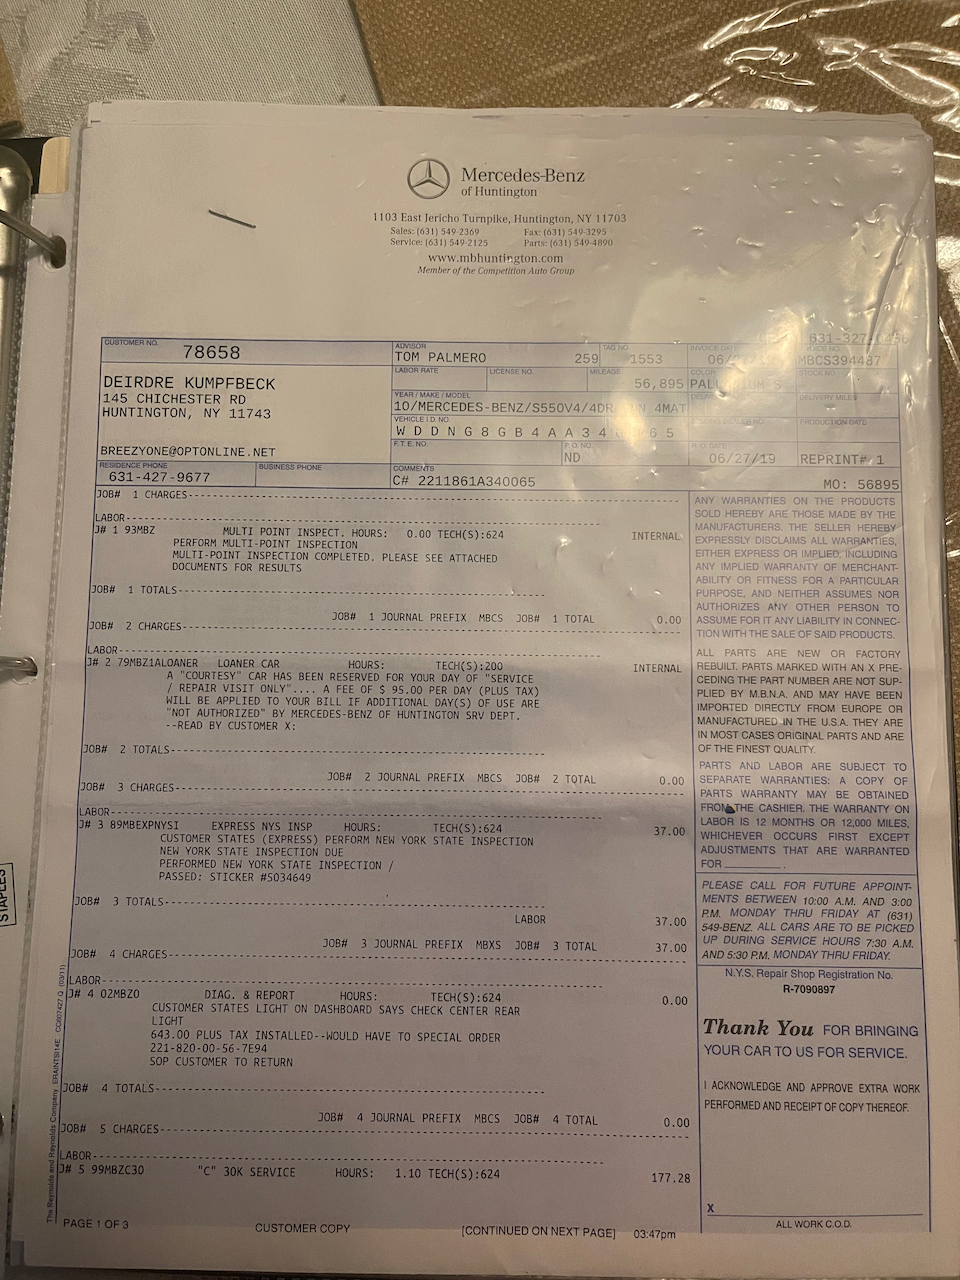 Mercedes-Benz
of Huntington
1103 East Jericho Turnpike, Huntington, NY 11703
Sales: (631) 549-2369 Fax: (631) 549-3295
Service: (631) 549-2125 Parts: (631) 549-4890
www.mbhuntington.com
Member of the Competition Auto Group
CUSTOMER NO. 78658
ADVISOR TOM PALMERO 259
TAG NO. 1553
INVOICE DATE
MBCS394487
LABOR RATE LICENSE NO. MILEAGE 56,895 COLOR STOCK NO.
DEIRDRE KUMPFBECK
145 CHICHESTER RD
HUNTINGTON, NY 11743
YEAR / MAKE / MODEL
10/MERCEDES-BENZ/S550V4/4DR 4MAT
DELIVERY MILES
VEHICLE I.D. NO.
W D D N G 8 G B 4 A A 3 4
PRODUCTION DATE
F.T.E. NO. P.O. NO. ND R.O. DATE 06/27/19 REPRINT# 1
BREEZYONE@OPTONLINE.NET
RESIDENCE PHONE 631-427-9677
BUSINESS PHONE
COMMENTS
C# 2211861A340065
MO: 56895
JOB# 1 CHARGES
LABOR
J# 1 93MBZ MULTI POINT INSPECT. HOURS: 0.00 TECH(S):624 INTERNAL
PERFORM MULTI-POINT INSPECTION
MULTI-POINT INSPECTION COMPLETED. PLEASE SEE ATTACHED
DOCUMENTS FOR RESULTS
JOB# 1 TOTALS
JOB# 1 JOURNAL PREFIX MBCS JOB# 1 TOTAL 0.00
JOB# 2 CHARGES
LABOR
J# 2 79MBZ1ALOANER LOANER CAR HOURS: TECH(S):200 INTERNAL
A "COURTESY" CAR HAS BEEN RESERVED FOR YOUR DAY OF "SERVICE
/ REPAIR VISIT ONLY".... A FEE OF $ 95.00 PER DAY (PLUS TAX)
WILL BE APPLIED TO YOUR BILL IF ADDITIONAL DAY(S) OF USE ARE
"NOT AUTHORIZED" BY MERCEDES-BENZ OF HUNTINGTON SRV DEPT.
--READ BY CUSTOMER X:
JOB# 2 TOTALS
JOB# 2 JOURNAL PREFIX MBCS JOB# 2 TOTAL 0.00
JOB# 3 CHARGES
LABOR
J# 3 89MBEXPNYSI EXPRESS NYS INSP HOURS: TECH(S):624 37.00
CUSTOMER STATES (EXPRESS) PERFORM NEW YORK STATE INSPECTION
NEW YORK STATE INSPECTION DUE
PERFORMED NEW YORK STATE INSPECTION /
PASSED: STICKER #5034649
JOB# 3 TOTALS
LABOR 37.00
JOB# 3 JOURNAL PREFIX MBXS JOB# 3 TOTAL 37.00
JOB# 4 CHARGES
LABOR
J# 4 02MBZ0 DIAG. & REPORT HOURS: TECH(S):624 0.00
CUSTOMER STATES LIGHT ON DASHBOARD SAYS CHECK CENTER REAR
LIGHT
643.00 PLUS TAX INSTALLED--WOULD HAVE TO SPECIAL ORDER
221-820-00-56-7E94
SOP CUSTOMER TO RETURN
JOB# 4 TOTALS
JOB# 4 JOURNAL PREFIX MBCS JOB# 4 TOTAL 0.00
JOB# 5 CHARGES
LABOR
J# 5 99MBZC30 "C" 30K SERVICE HOURS: 1.10 TECH(S):624 177.28
PAGE 1 OF 3 CUSTOMER COPY [CONTINUED ON NEXT PAGE] 03:47pm
ANY WARRANTIES ON THE PRODUCTS
SOLD HEREBY ARE THOSE MADE BY THE
MANUFACTURERS. THE SELLER HEREBY
EXPRESSLY DISCLAIMS ALL WARRANTIES,
EITHER EXPRESS OR IMPLIED, INCLUDING
ANY IMPLIED WARRANTY OF MERCHANT-
ABILITY OR FITNESS FOR A PARTICULAR
PURPOSE, AND NEITHER ASSUMES NOR
AUTHORIZES ANY OTHER PERSON TO
ASSUME FOR IT ANY LIABILITY IN CONNEC-
TION WITH THE SALE OF SAID PRODUCTS.
ALL PARTS ARE NEW OR FACTORY
REBUILT. PARTS MARKED WITH AN X PRE-
CEDING THE PART NUMBER ARE NOT SUP-
PLIED BY M.B.N.A. AND MAY HAVE BEEN
IMPORTED DIRECTLY FROM EUROPE OR
MANUFACTURED IN THE U.S.A. THEY ARE
IN MOST CASES ORIGINAL PARTS AND ARE
OF THE FINEST QUALITY.
PARTS AND LABOR ARE SUBJECT TO
SEPARATE WARRANTIES: A COPY OF
PARTS WARRANTY MAY BE OBTAINED
FROM THE CASHIER. THE WARRANTY ON
LABOR IS 12 MONTHS OR 12,000 MILES,
WHICHEVER OCCURS FIRST EXCEPT
ADJUSTMENTS THAT ARE WARRANTED
FOR
PLEASE CALL FOR FUTURE APPOINT-
MENTS BETWEEN 10:00 A.M. AND 3:00
P.M. MONDAY THRU FRIDAY AT (631)
549-BENZ. ALL CARS ARE TO BE PICKED
UP DURING SERVICE HOURS 7:30 A.M.
AND 5:30 P.M. MONDAY THRU FRIDAY.
N.Y.S. Repair Shop Registration No.
R-7090897
Thank You FOR BRINGING
YOUR CAR TO US FOR SERVICE.
I ACKNOWLEDGE AND APPROVE EXTRA WORK
PERFORMED AND RECEIPT OF COPY THEREOF.
X
ALL WORK C.O.D.
The Reynolds and Reynolds Company
STAPLES